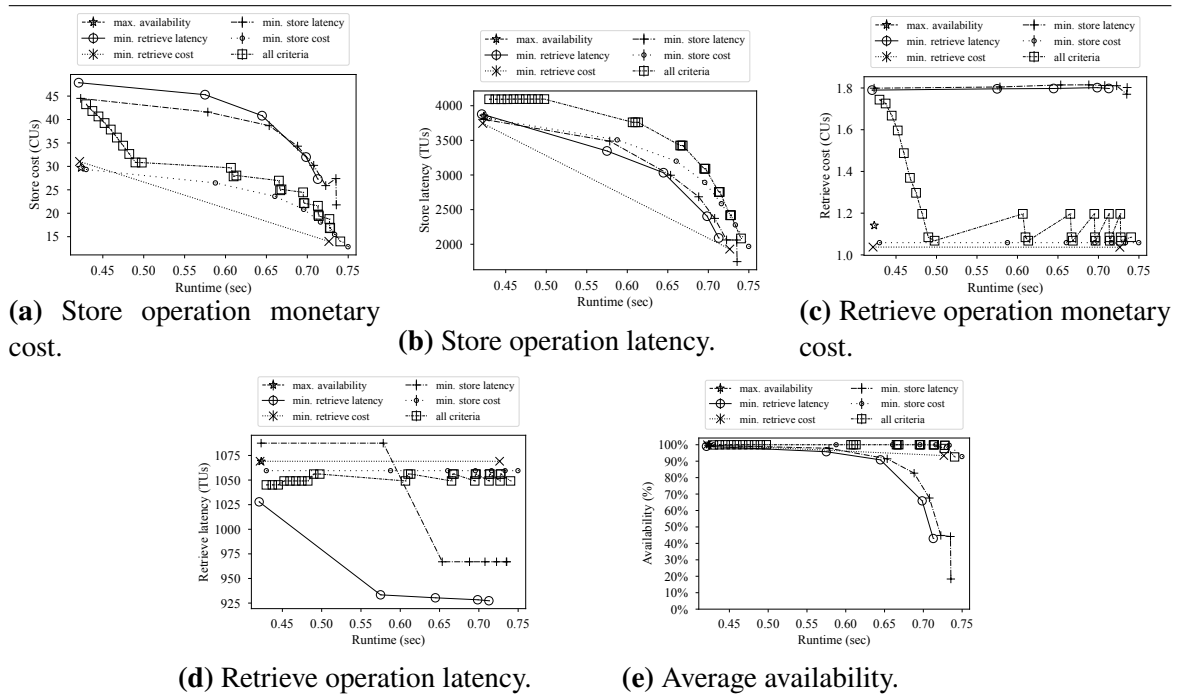 max. availability
min. retrieve latency
min. retrieve cost
min. store latency
min. store cost
all criteria
45
40
35
30
25
20
15
Store cost (CUs)
0.45 0.50 0.55 0.60 0.65 0.70 0.75
Runtime (sec)
(a) Store operation monetary
cost.
max. availability
min. retrieve latency
min. retrieve cost
min. store latency
min. store cost
all criteria
4000
3500
3000
2500
2000
Store latency (TUs)
0.45 0.50 0.55 0.60 0.65 0.70 0.75
Runtime (sec)
(b) Store operation latency.
max. availability
min. retrieve latency
min. retrieve cost
min. store latency
min. store cost
all criteria
1.8
1.6
1.4
1.2
1.0
Retrieve cost (CUs)
0.45 0.50 0.55 0.60 0.65 0.70 0.75
Runtime (sec)
(c) Retrieve operation monetary
cost.
max. availability
min. retrieve latency
min. retrieve cost
min. store latency
min. store cost
all criteria
1075
1050
1025
1000
975
950
925
Retrieve latency (TUs)
0.45 0.50 0.55 0.60 0.65 0.70 0.75
Runtime (sec)
(d) Retrieve operation latency.
max. availability
min. retrieve latency
min. retrieve cost
min. store latency
min. store cost
all criteria
100%
90%
80%
70%
60%
50%
40%
30%
20%
10%
0%
Availability (%)
0.45 0.50 0.55 0.60 0.65 0.70 0.75
Runtime (sec)
(e) Average availability.